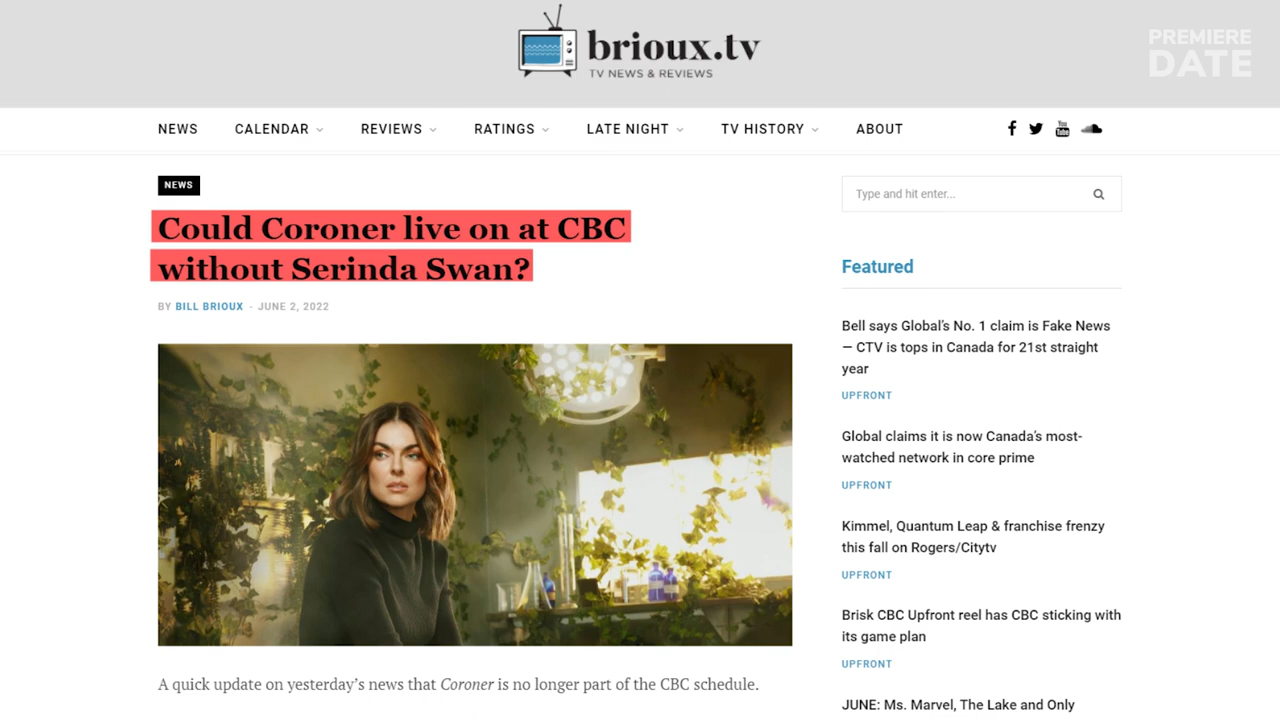 brioux.tv
TV NEWS & REVIEWS
PREMIERE
DATE
NEWS CALENDAR REVIEWS RATINGS LATE NIGHT TV HISTORY ABOUT
You
Tube
NEWS
Could Coroner live on at CBC
without Serinda Swan?
BY BILL BRIOUX - JUNE 2, 2022
A quick update on yesterday's news that Coroner is no longer part of the CBC schedule.
Type and hit enter...
Featured
Bell says Global's No. 1 claim is Fake News
— CTV is tops in Canada for 21st straight
year
UPFRONT
Global claims it is now Canada's most-
watched network in core prime
UPFRONT
Kimmel, Quantum Leap & franchise frenzy
this fall on Rogers/Citytv
UPFRONT
Brisk CBC Upfront reel has CBC sticking with
its game plan
UPFRONT
JUNE: Ms. Marvel, The Lake and Only